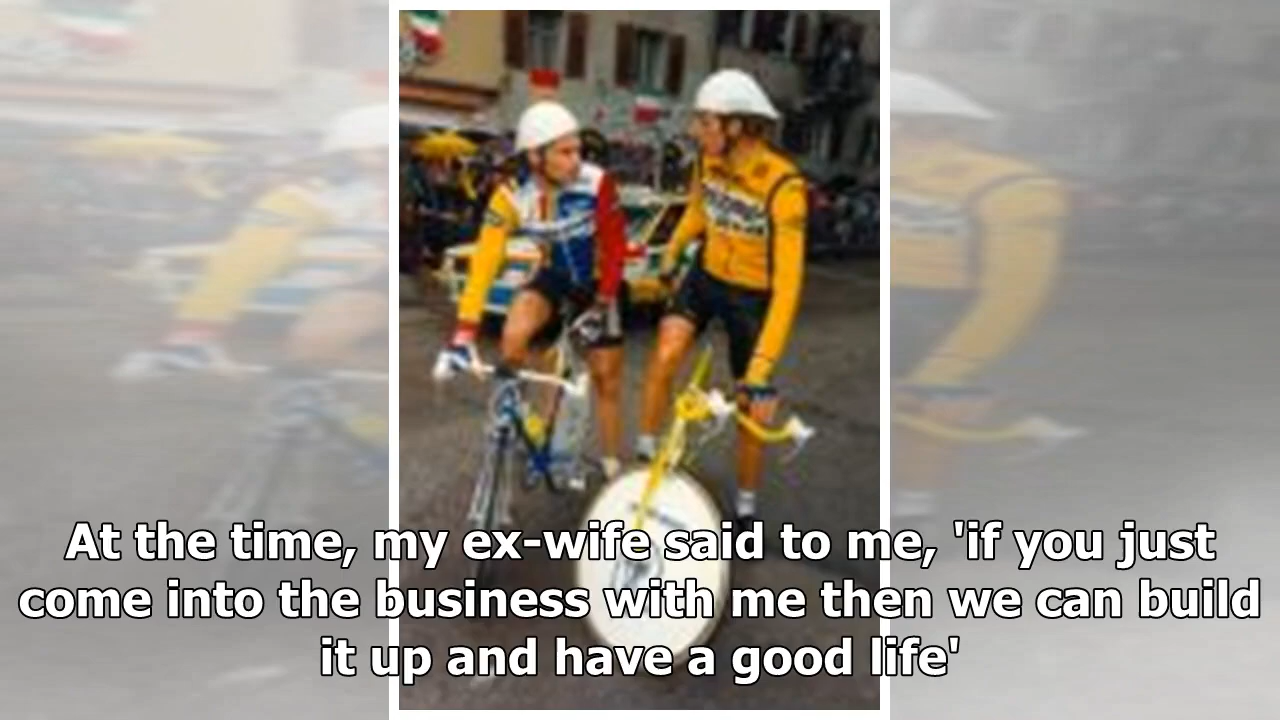 At the time, my ex-wife said to me, 'if you just
come into the business with me then we can build
it up and have a good life'